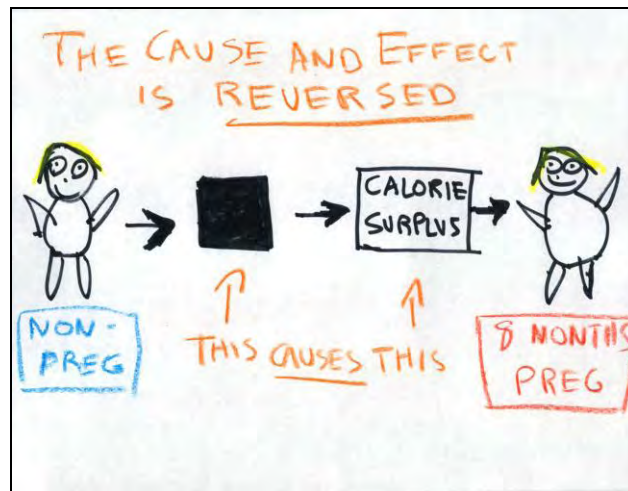 THE CAUSE AND EFFECT
IS REVERSED
CALORIE
SURPLUS
NON-
PREG
THIS CAUSES THIS
8 MONTHS
PREG